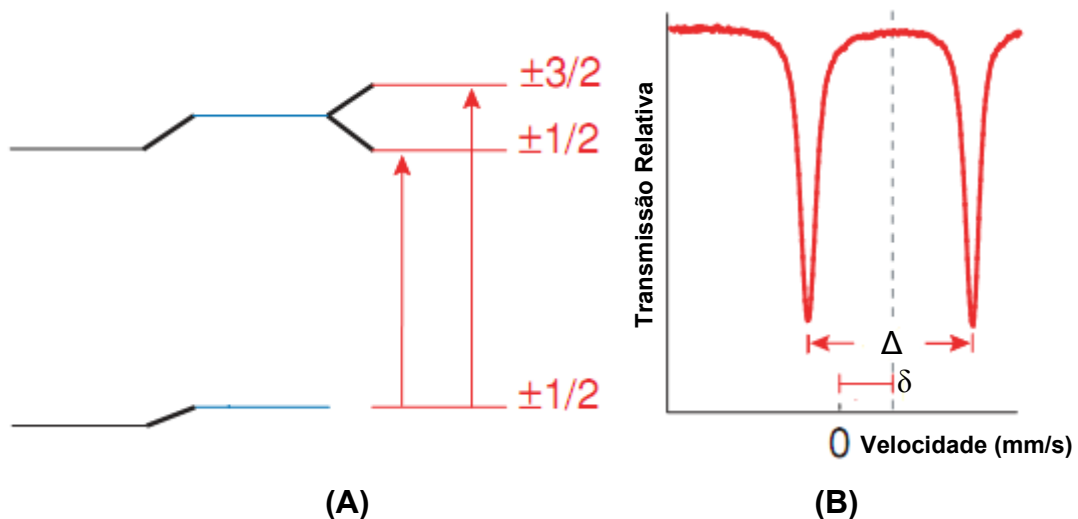 ±3/2
±1/2
±1/2
(A)
Transmissão Relativa
Δ
δ
0 Velocidade (mm/s)
(B)